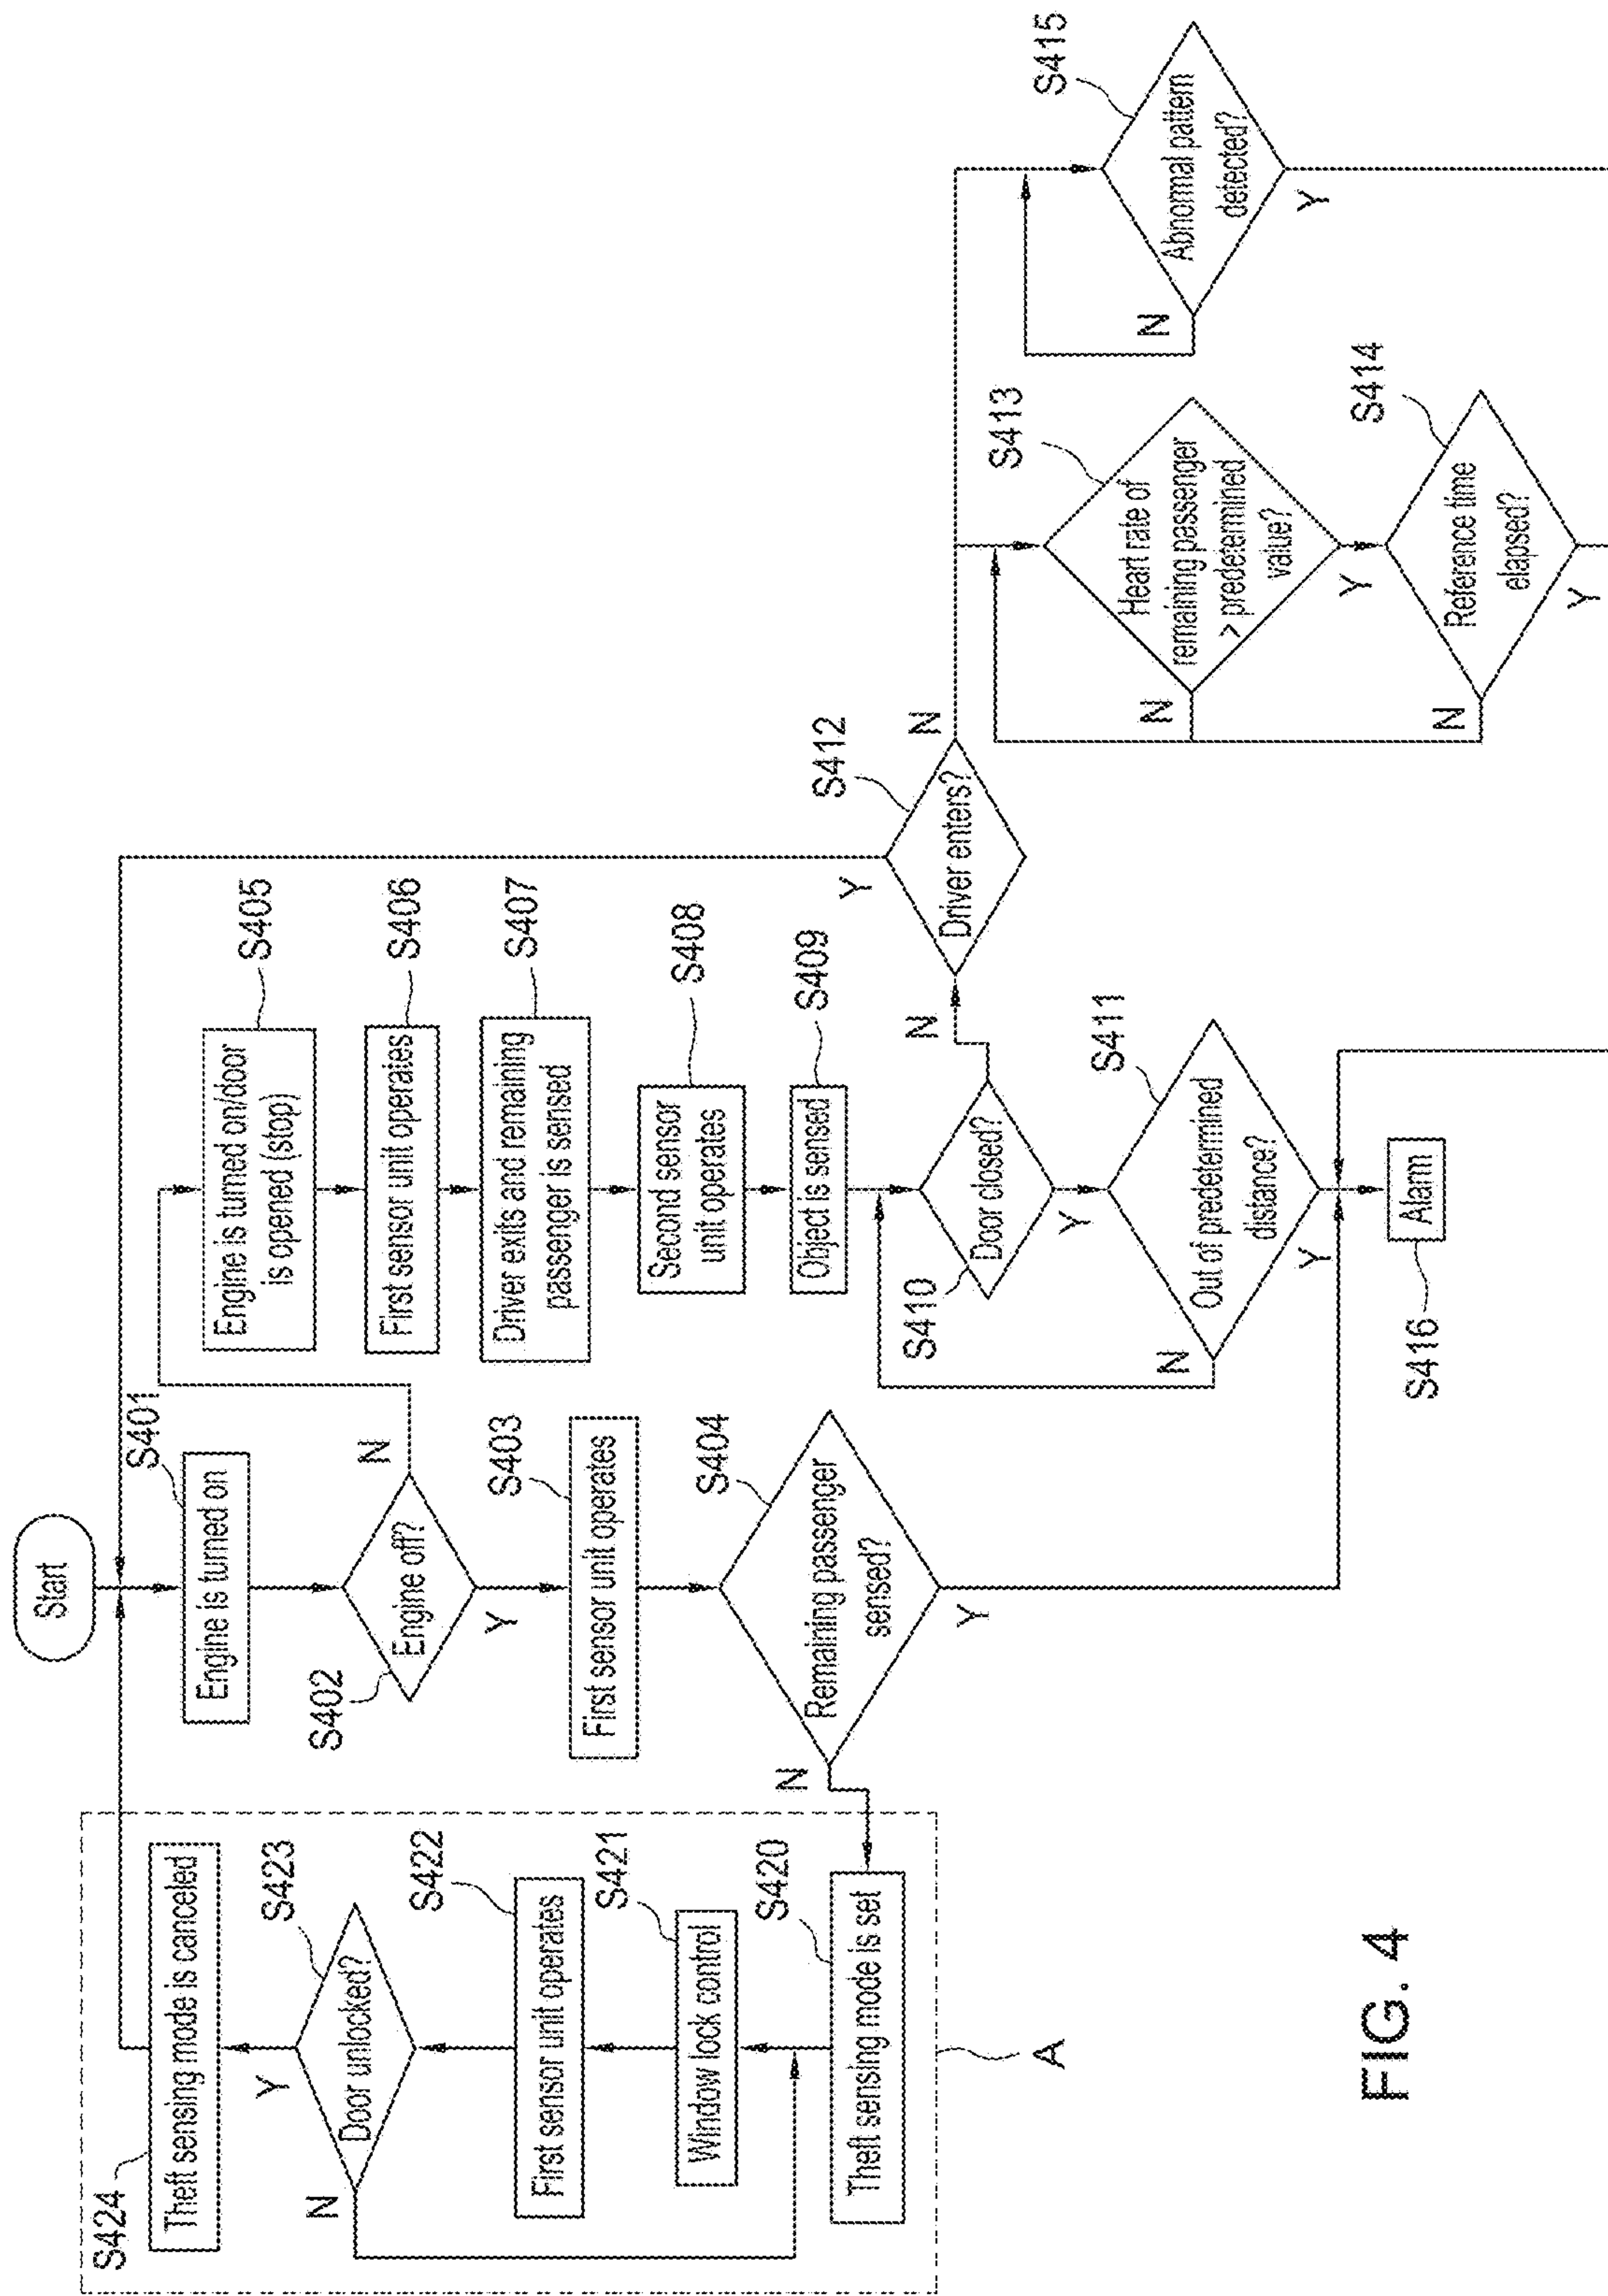 Start
S401
Engine is turned on
S402
Engine off?
N
Y
S403
First sensor unit operates
S404
Remaining passenger
sensed?
N
Y
S405
Engine is turned on/door
is opened (stop)
S406
First sensor unit operates
S407
Driver exits and remaining
passenger is sensed
S408
Second sensor
unit operates
S409
Object is sensed
S410
Door closed?
N
Y
S411
Out of predetermined
distance?
N
Y
S412
Driver enters?
Y
N
S413
Heart rate of
remaining passenger
> predetermined
value?
N
Y
S414
Reference time
elapsed?
N
Y
S415
Abnormal pattern
detected?
N
Y
S416
Alarm
S424
Theft sensing mode is canceled
S423
Door unlocked?
Y
N
S422
First sensor unit operates
S421
Window lock control
S420
Theft sensing mode is set
A
FIG. 4